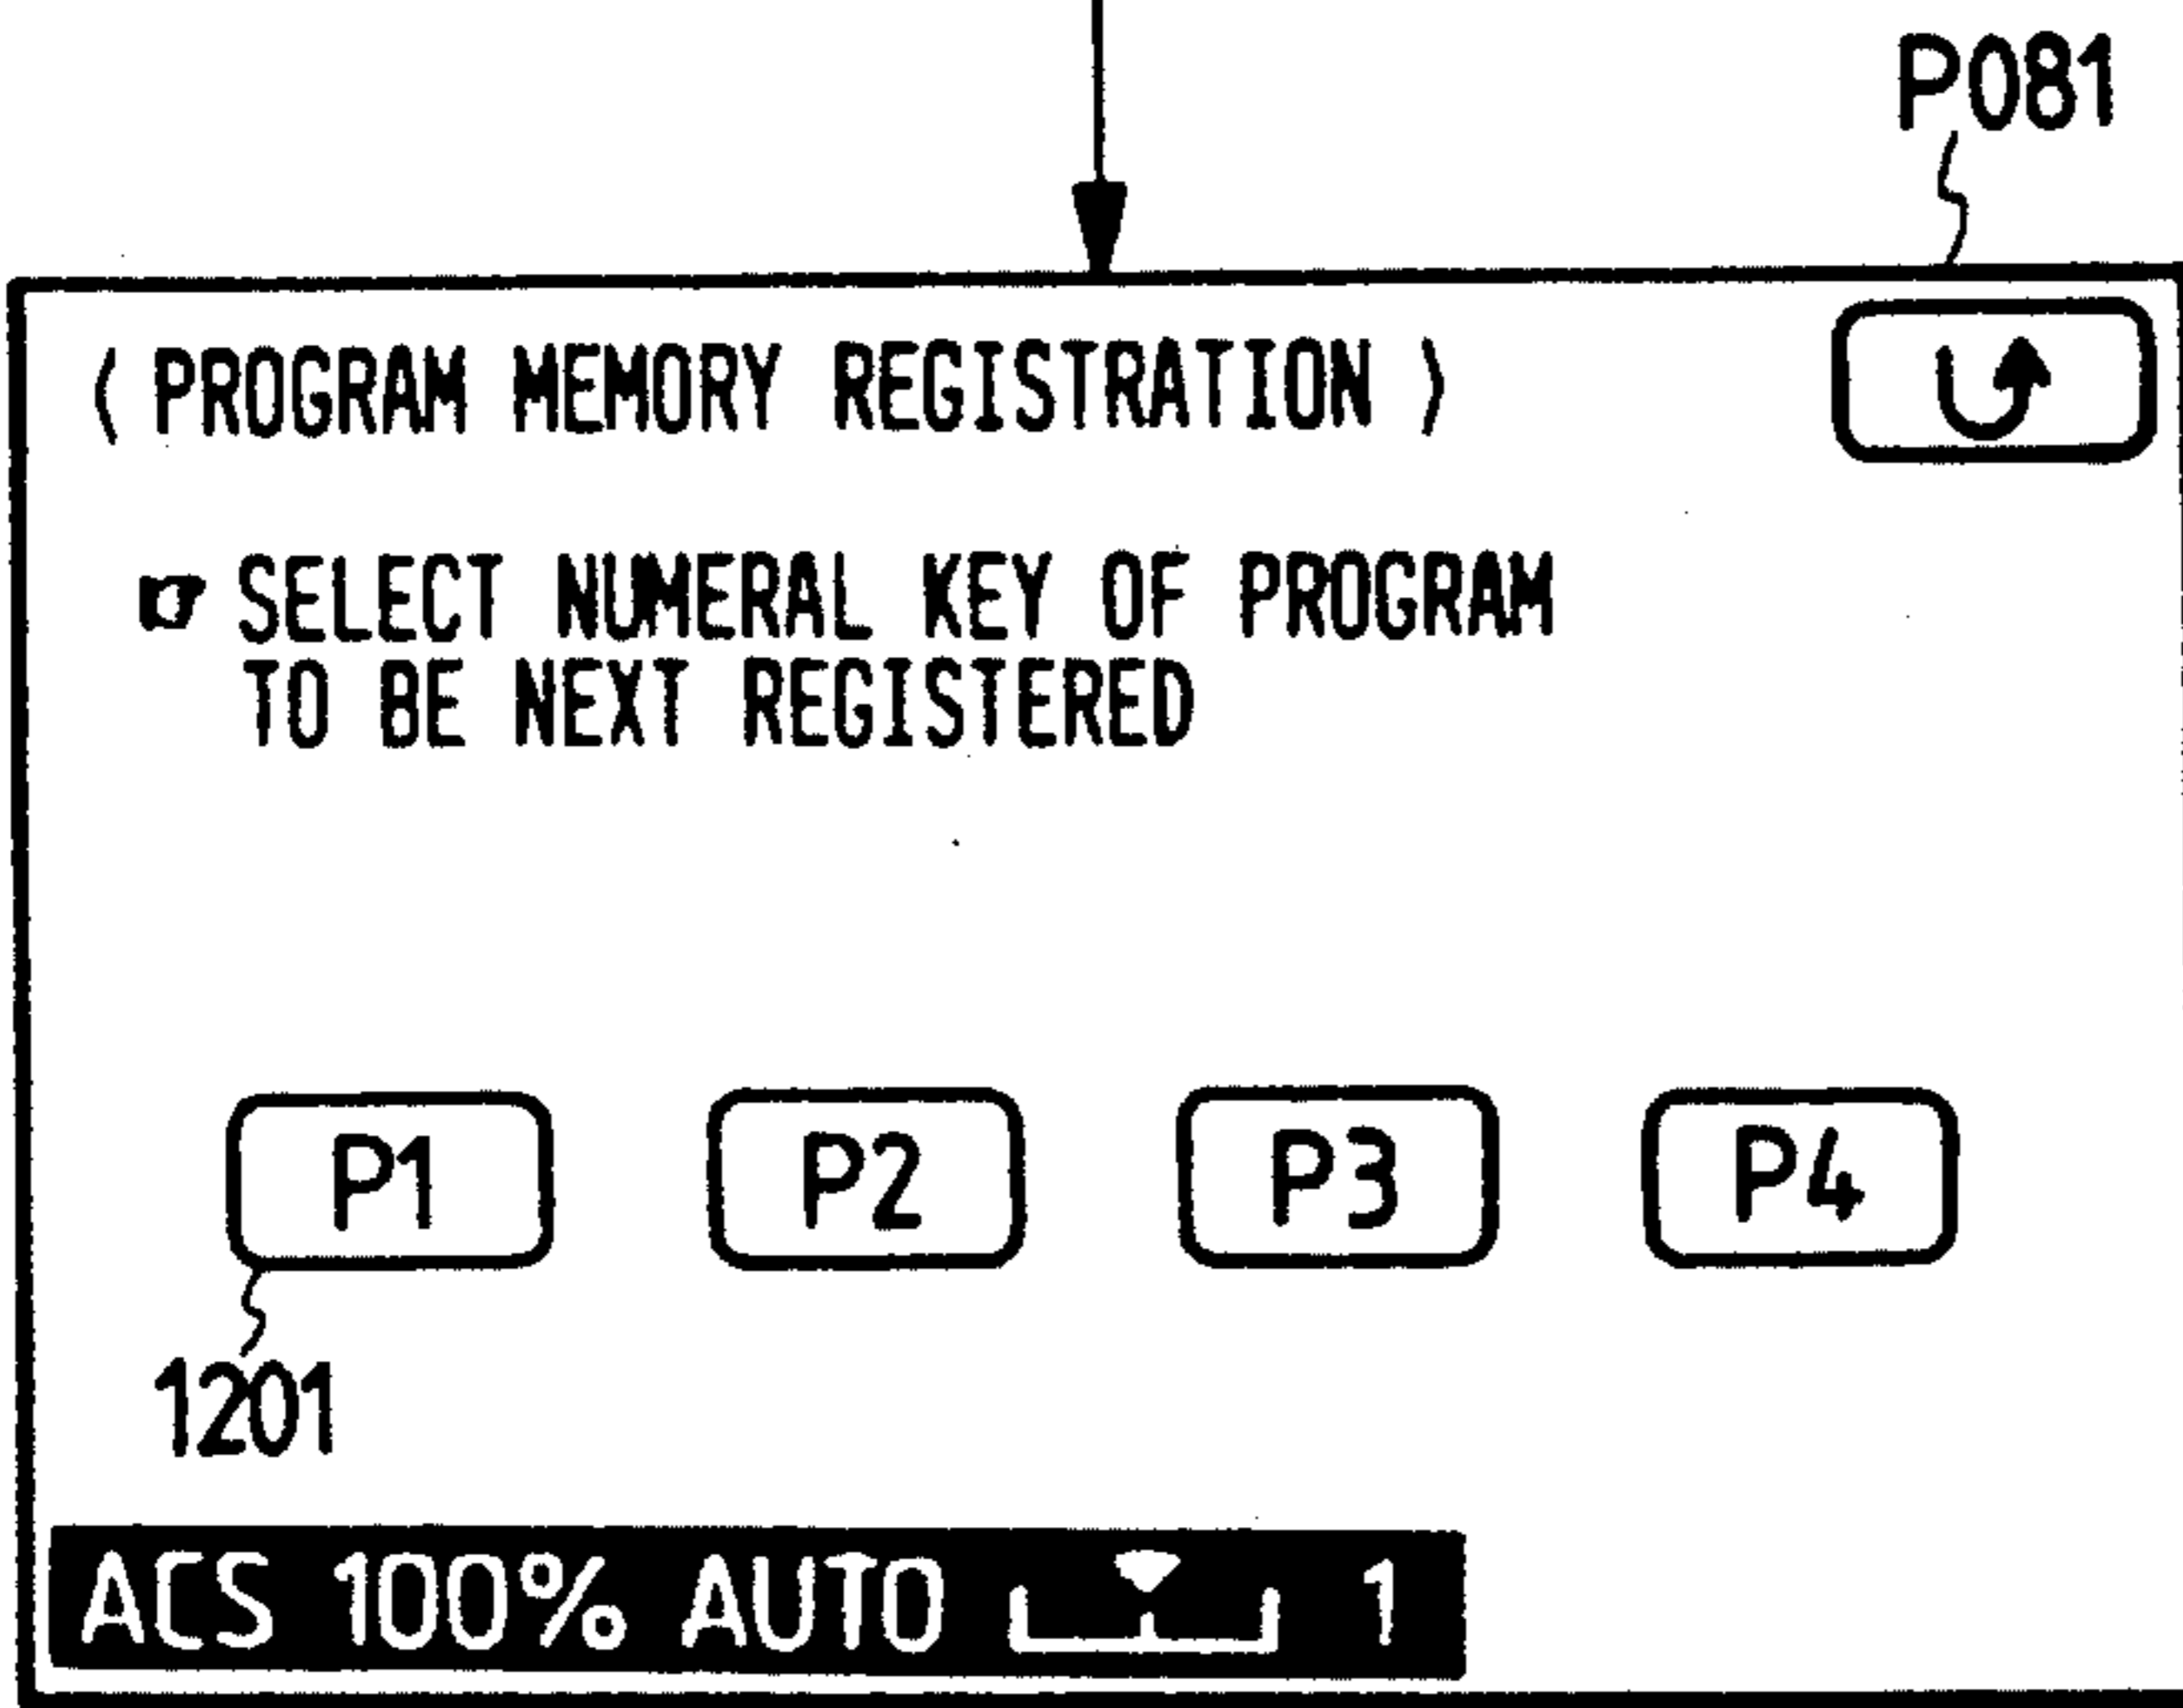 P081
( PROGRAM MEMORY REGISTRATION )
SELECT NUMERAL KEY OF PROGRAM
TO BE NEXT REGISTERED
P1 P2 P3 P4
1201
ACS 100% AUTO 1